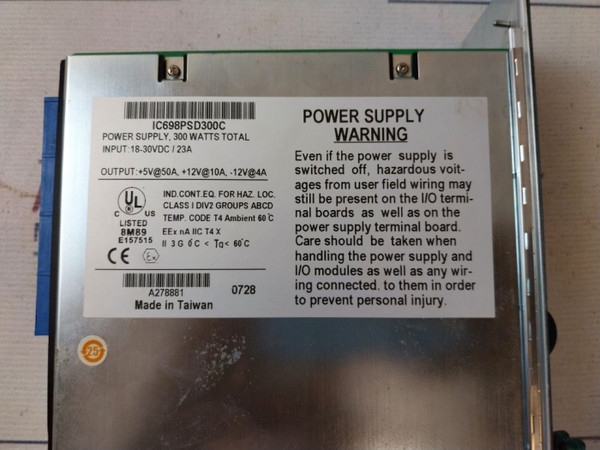 IC698PSD300C
POWER SUPPLY, 300 WATTS TOTAL
INPUT:18-30VDC / 23A
OUTPUT:+5V@50A, +12V@10A, -12V@4A
UL
C US
LISTED
8M89
E157515
IND.CONT.EQ. FOR HAZ. LOC.
CLASS I DIV2 GROUPS ABCD
TEMP. CODE T4 Ambient 60℃
EEx nA IIC T4 X
II 3 G 0℃ < Ta < 60℃
CE Ex
A278881
0728
Made in Taiwan
POWER SUPPLY
WARNING
Even if the power supply is
switched off, hazardous volt-
ages from user field wiring may
still be present on the I/O termi-
nal boards as well as on the
power supply terminal board.
Care should be taken when
handling the power supply and
I/O modules as well as any wir-
ing connected. to them in order
to prevent personal injury.
25